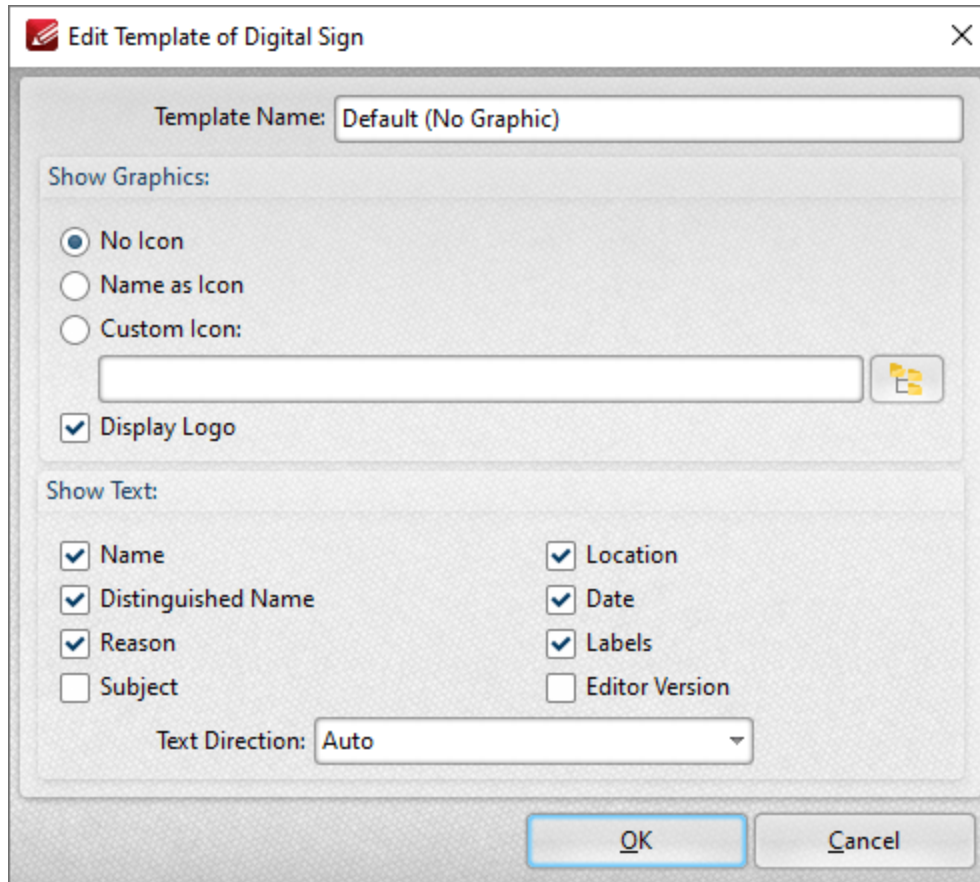 Edit Template of Digital Sign
Template Name: Default (No Graphic)
Show Graphics:
No Icon
Name as Icon
Custom Icon:
Display Logo
Show Text:
Name Location
Distinguished Name Date
Reason Labels
Subject Editor Version
Text Direction: Auto
OK Cancel